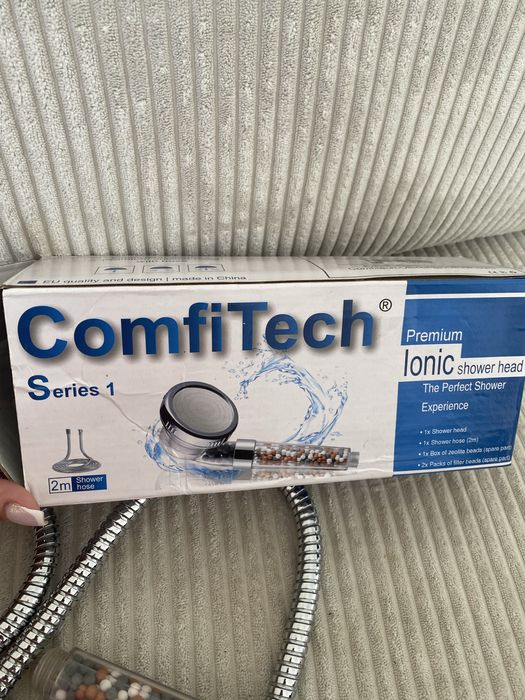 EU quality and design | made in China
ComfiTech®
Series 1
2m Shower hose
Premium
Ionic shower head
The Perfect Shower
Experience
• 1x Shower head
• 1x Shower hose (2m)
• 1x Box of zeolite beads (spare part)
• 2x Packs of filter beads (spare part)